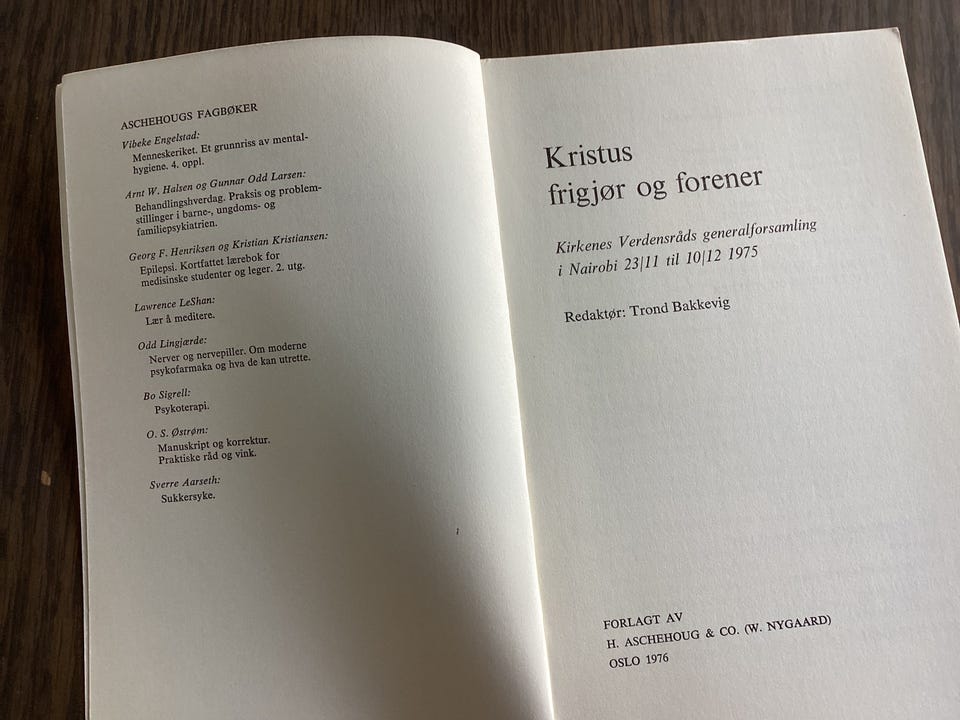 ASCHEHOUGS FAGBØKER
Vibeke Engelstad:
Menneskeriket. Et grunnriss av mental-
hygiene. 4. oppl.
Arnt W. Halsen og Gunnar Odd Larsen:
Behandlingshverdag. Praksis og problem-
stillinger i barne-, ungdoms- og
familiepsykiatrien.
Georg F. Henriksen og Kristian Kristiansen:
Epilepsi. Kortfattet lærebok for
medisinske studenter og leger. 2. utg.
Lawrence LeShan:
Lær å meditere.
Odd Lingjærde:
Nerver og nervepiller. Om moderne
psykofarmaka og hva de kan utrette.
Bo Sigrell:
Psykoterapi.
O. S. Østrøm:
Manuskript og korrektur.
Praktiske råd og vink.
Sverre Aarseth:
Sukkersyke.
Kristus
frigjør og forener
Kirkenes Verdensråds generalforsamling
i Nairobi 23|11 til 10|12 1975
Redaktør: Trond Bakkevig
FORLAGT AV
H. ASCHEHOUG & CO. (W. NYGAARD)
OSLO 1976